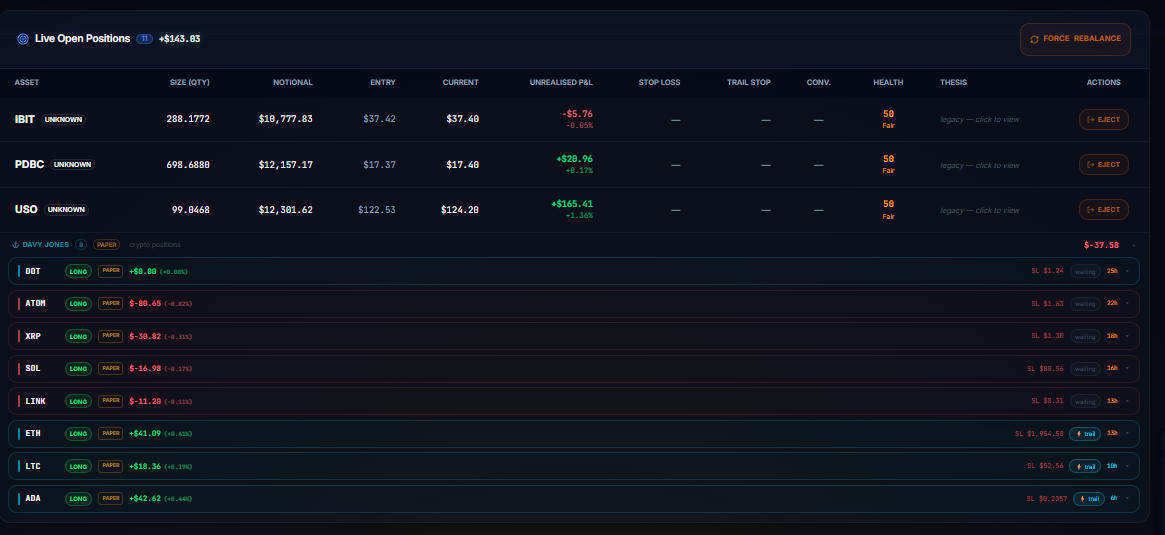 Live Open Positions 11 +$143.03 FORCE REBALANCE
ASSET SIZE (QTY) NOTIONAL ENTRY CURRENT UNREALISED P&L STOP LOSS TRAIL STOP CONV. HEALTH THESIS ACTIONS
IBIT UNKNOWN 288.1772 $10,777.83 $37.42 $37.40 -$5.76 — — — 50 legacy — click to view EJECT
-0.05% Fair
PDBC UNKNOWN 698.6880 $12,157.17 $17.37 $17.40 +$20.96 — — — 50 legacy — click to view EJECT
+0.17% Fair
USO UNKNOWN 99.0468 $12,301.62 $122.53 $124.20 +$165.41 — — — 50 legacy — click to view EJECT
+1.36% Fair
DAVY JONES 8 PAPER crypto positions $-37.58
DOT LONG PAPER +$0.00 (+0.00%) SL $1.24 waiting 25h
ATOM LONG PAPER $-80.65 (-0.82%) SL $1.63 waiting 22h
XRP LONG PAPER $-30.82 (-0.31%) SL $1.30 waiting 18h
SOL LONG PAPER $-16.98 (-0.17%) SL waiting 16h
LINK LONG PAPER $-11.20 (-0.11%) SL $8.31 waiting 13h
ETH LONG PAPER +$41.09 (+0.41%) SL $1,954.58 trail 13h
LTC LONG PAPER +$18.36 (+0.19%) SL $52.56 trail 10h
ADA LONG PAPER +$42.62 (+0.44%) SL $0.2357 trail 6h